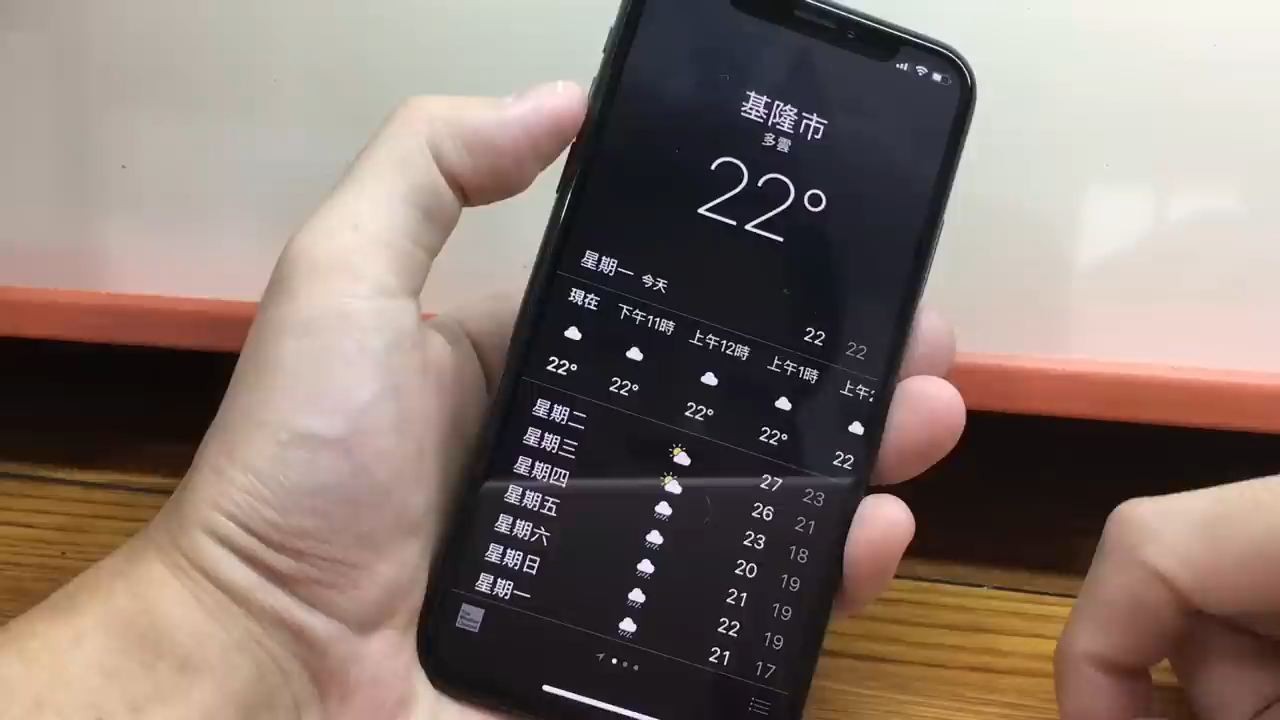 基隆市
多雲
22°
星期一 今天 22 22
現在 下午11時 上午12時 上午1時 上午2
22° 22° 22° 22° 22
星期二 27 23
星期三 26 21
星期四 23 18
星期五 20 19
星期六 21 19
星期日 22 19
星期一 21 17